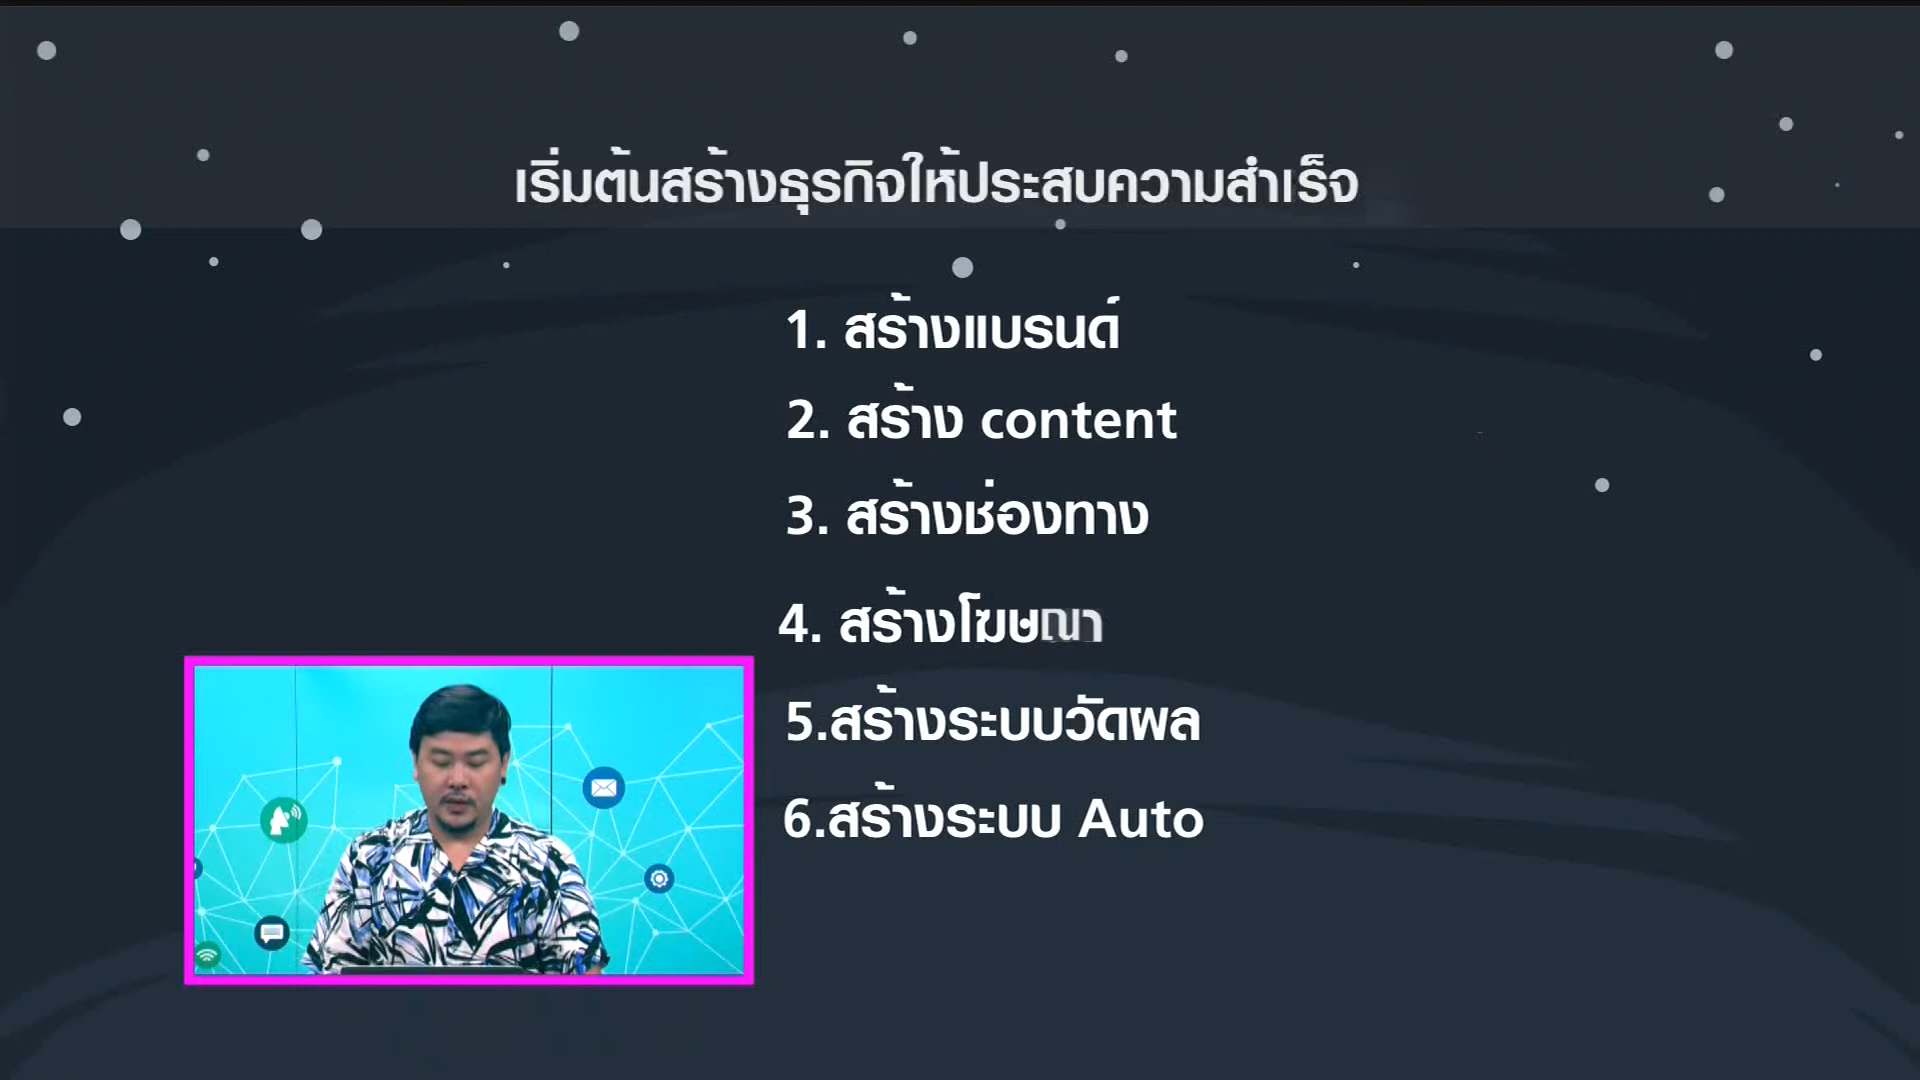 เริ่มต้นสร้างธุรกิจให้ประสบความสำเร็จ
1. สร้างแบรนด์
2. สร้าง content
3. สร้างช่องทาง
4. สร้างโฆษณา
5.สร้างระบบวัดผล
6.สร้างระบบ Auto